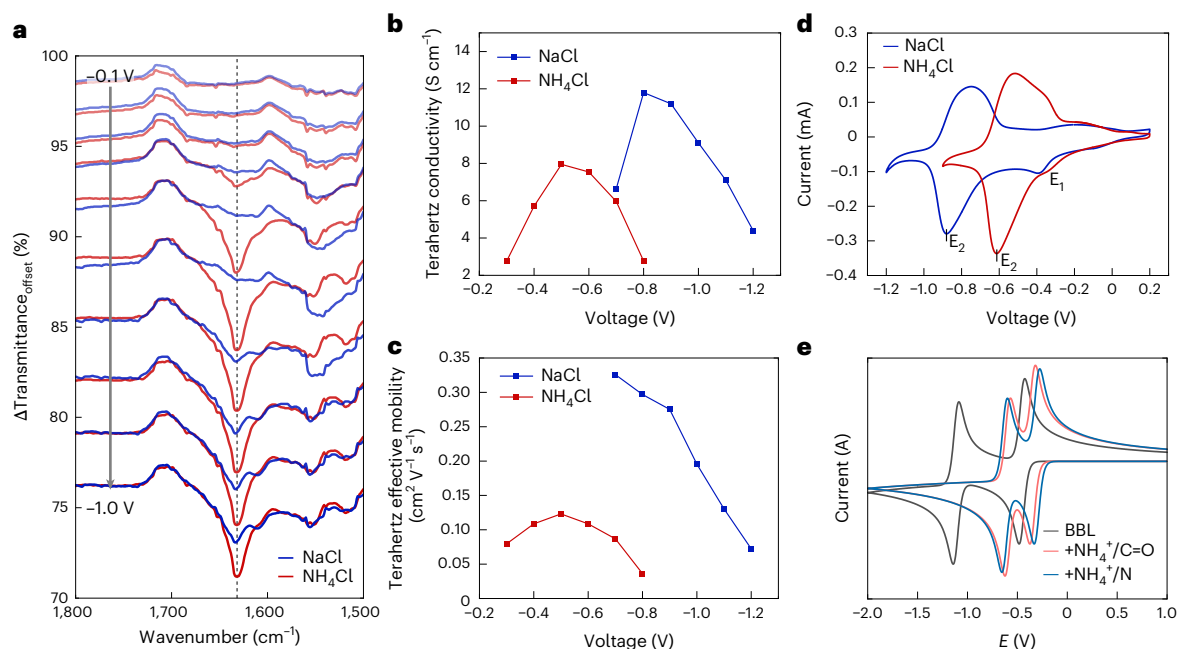 a
100
95
90
85
80
75
70
−0.1 V
−1.0 V
NaCl
NH₄Cl
1,800
1,700
1,600
1,500
Wavenumber (cm⁻¹)
ΔTransmittance_offset (%)
b
14
12
10
8
6
4
2
NaCl
NH₄Cl
−0.2
−0.4
−0.6
−0.8
−1.0
−1.2
Voltage (V)
Terahertz conductivity (S cm⁻¹)
c
0.35
0.30
0.25
0.20
0.15
0.10
0.05
0
NaCl
NH₄Cl
−0.2
−0.4
−0.6
−0.8
−1.0
−1.2
Voltage (V)
Terahertz effective mobility
(cm² V⁻¹ s⁻¹)
d
0.3
0.2
0.1
0
−0.1
−0.2
−0.3
−0.4
NaCl
NH₄Cl
E₁
E₂
E₂
−1.2
−1.0
−0.8
−0.6
−0.4
−0.2
0
0.2
Voltage (V)
Current (mA)
e
BBL
+NH₄⁺/C=O
+NH₄⁺/N
−2.0
−1.5
−1.0
−0.5
0
0.5
1.0
E (V)
Current (A)